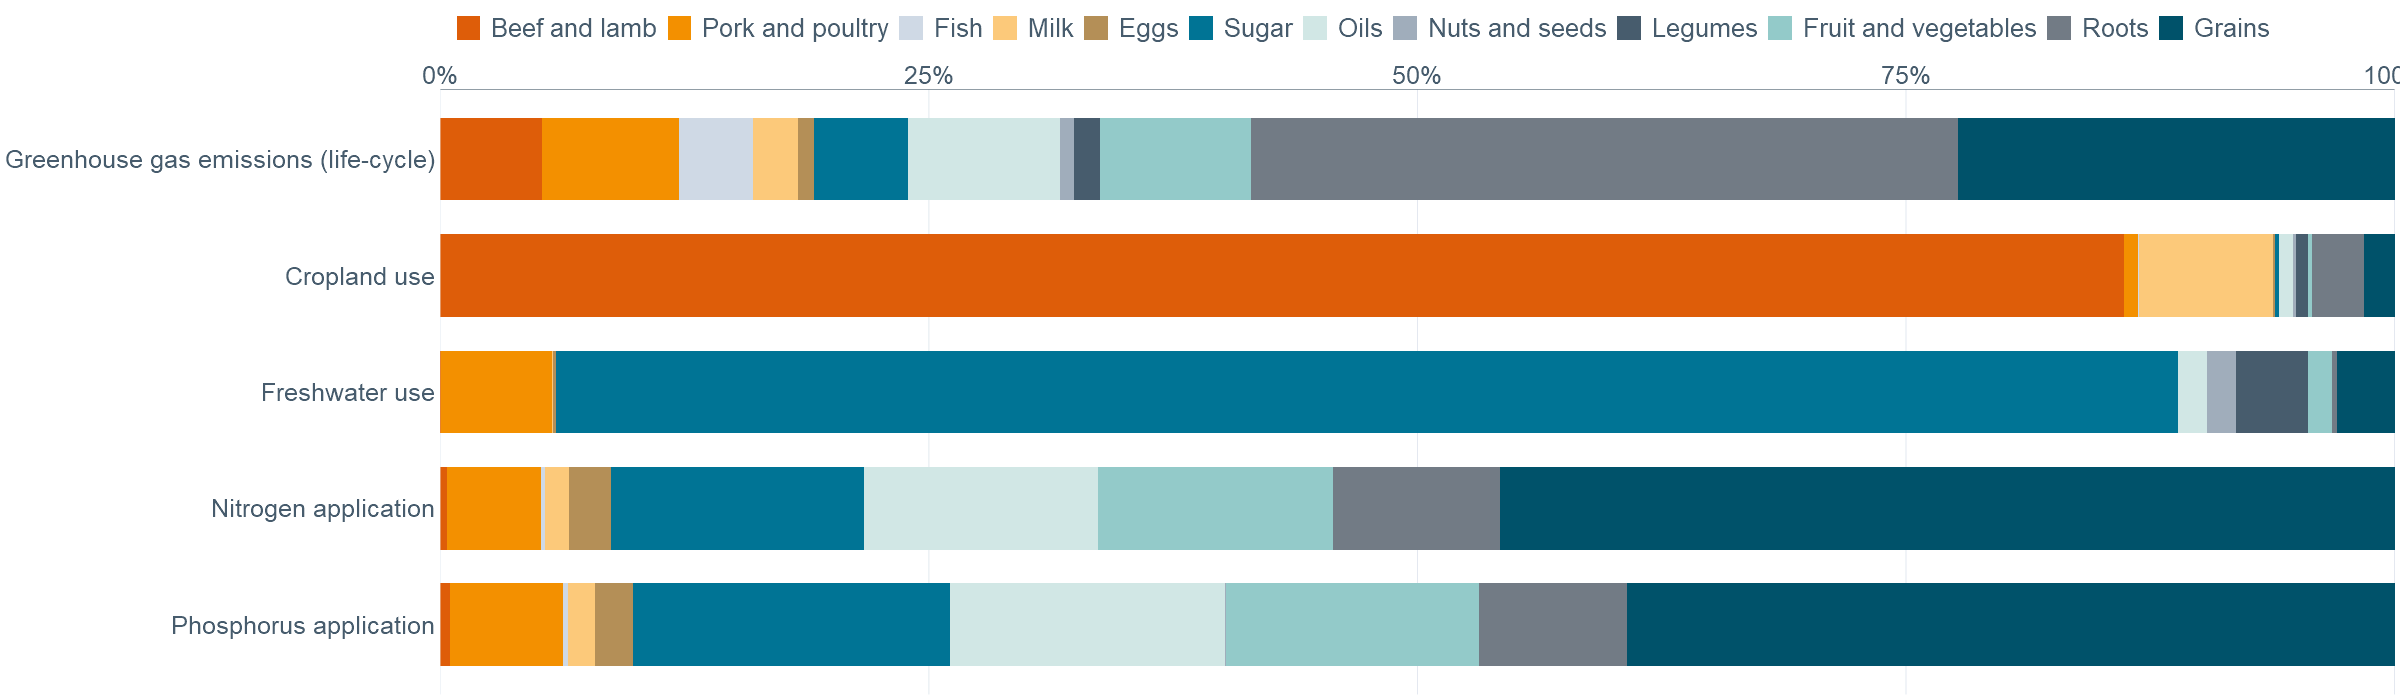 Beef and lamb Pork and poultry Fish Milk Eggs Sugar Oils Nuts and seeds Legumes Fruit and vegetables Roots Grains
0% 25% 50% 75% 100
Greenhouse gas emissions (life-cycle)
Cropland use
Freshwater use
Nitrogen application
Phosphorus application